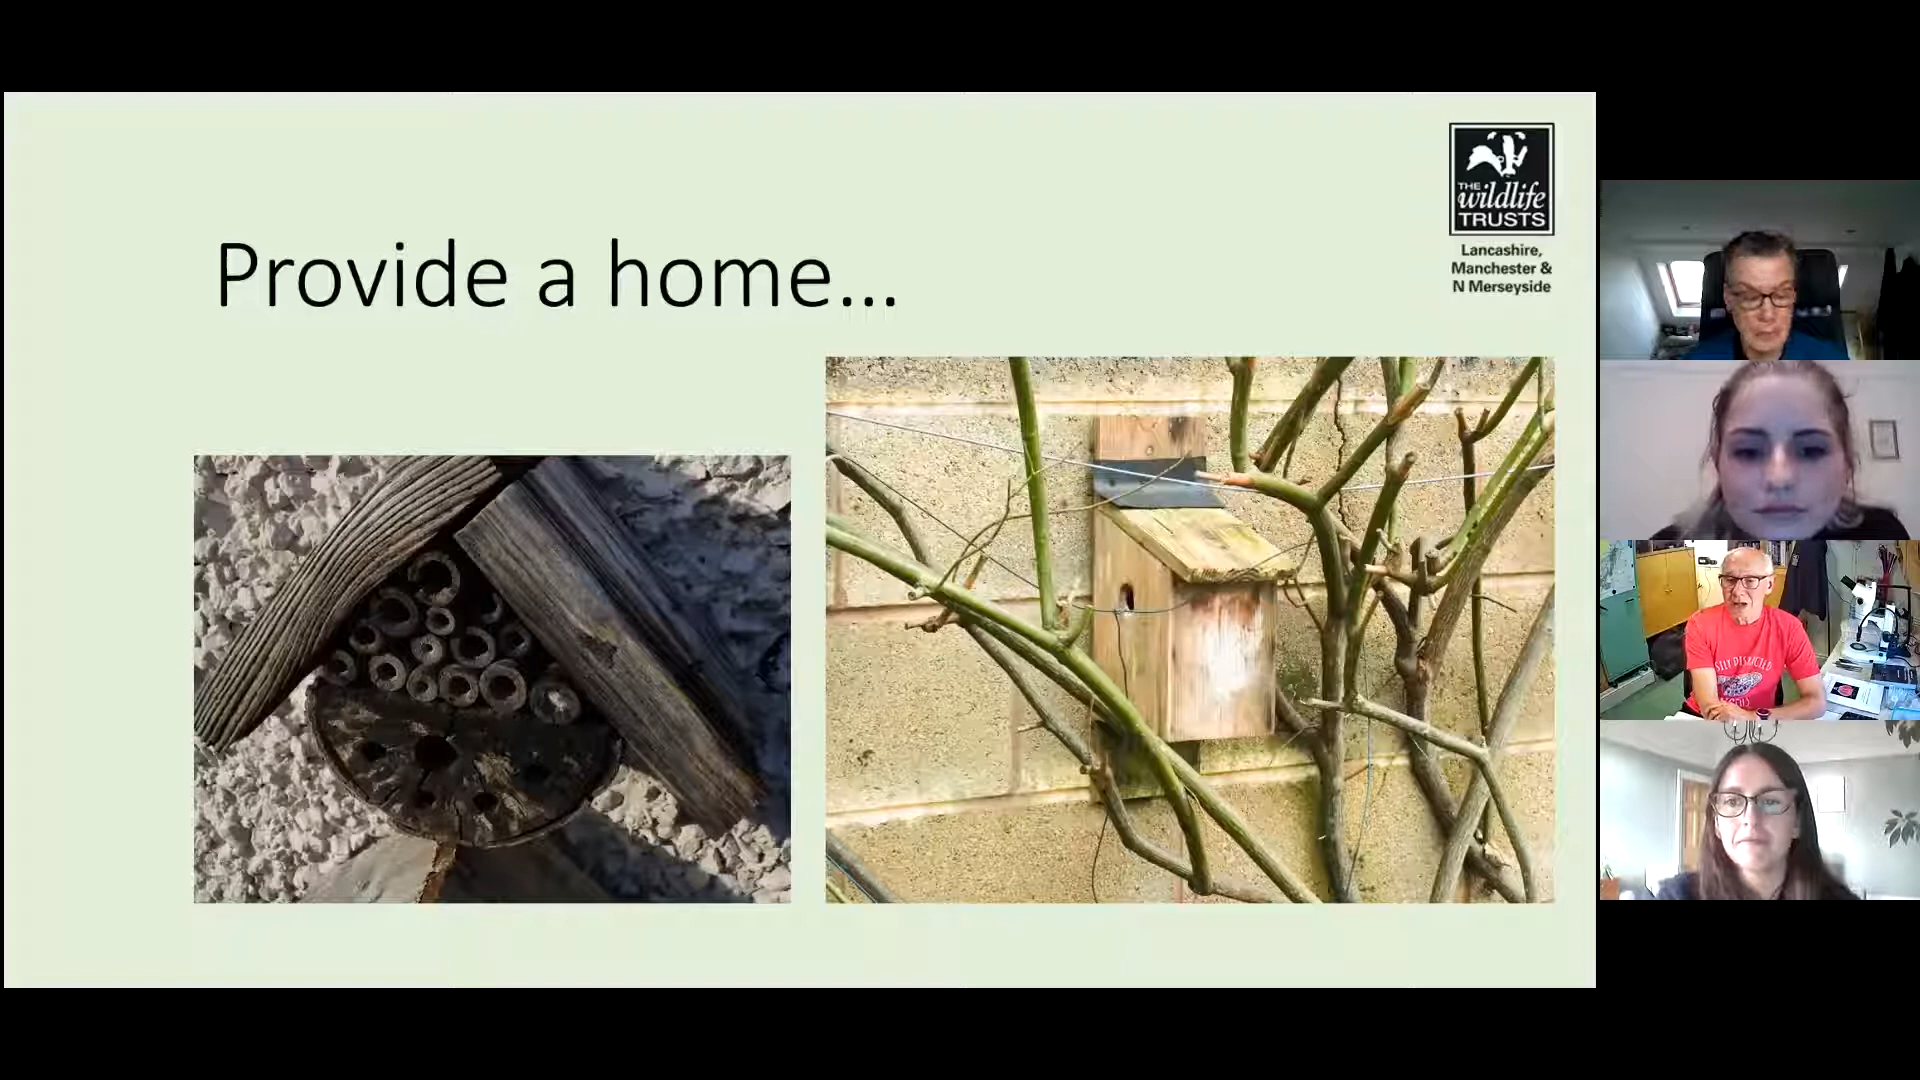 Provide a home...
THE
wildlife
TRUSTS
Lancashire,
Manchester &
N Merseyside